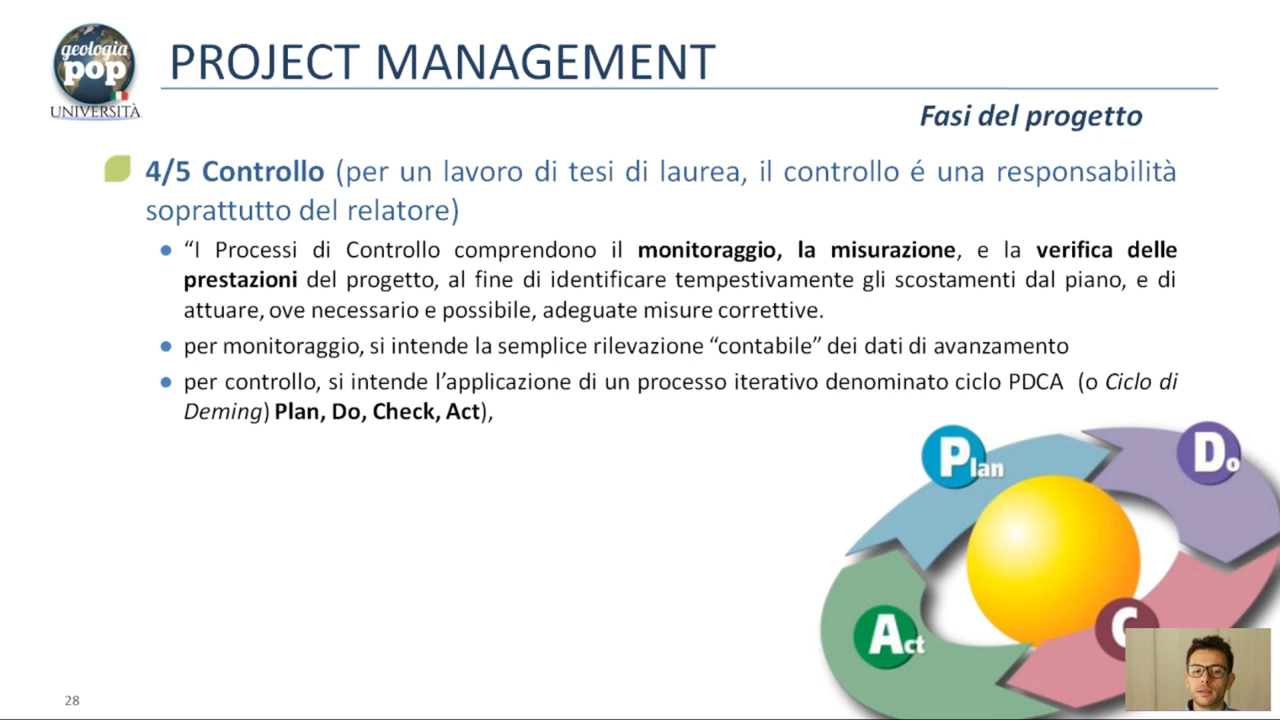 geologia
pop
UNIVERSITÀ
PROJECT MANAGEMENT
Fasi del progetto
4/5 Controllo (per un lavoro di tesi di laurea, il controllo é una responsabilità
soprattutto del relatore)
“I Processi di Controllo comprendono il monitoraggio, la misurazione, e la verifica delle
prestazioni del progetto, al fine di identificare tempestivamente gli scostamenti dal piano, e di
attuare, ove necessario e possibile, adeguate misure correttive.
per monitoraggio, si intende la semplice rilevazione “contabile” dei dati di avanzamento
per controllo, si intende l’applicazione di un processo iterativo denominato ciclo PDCA (o Ciclo di
Deming) Plan, Do, Check, Act),
Plan
Do
Act
C
28